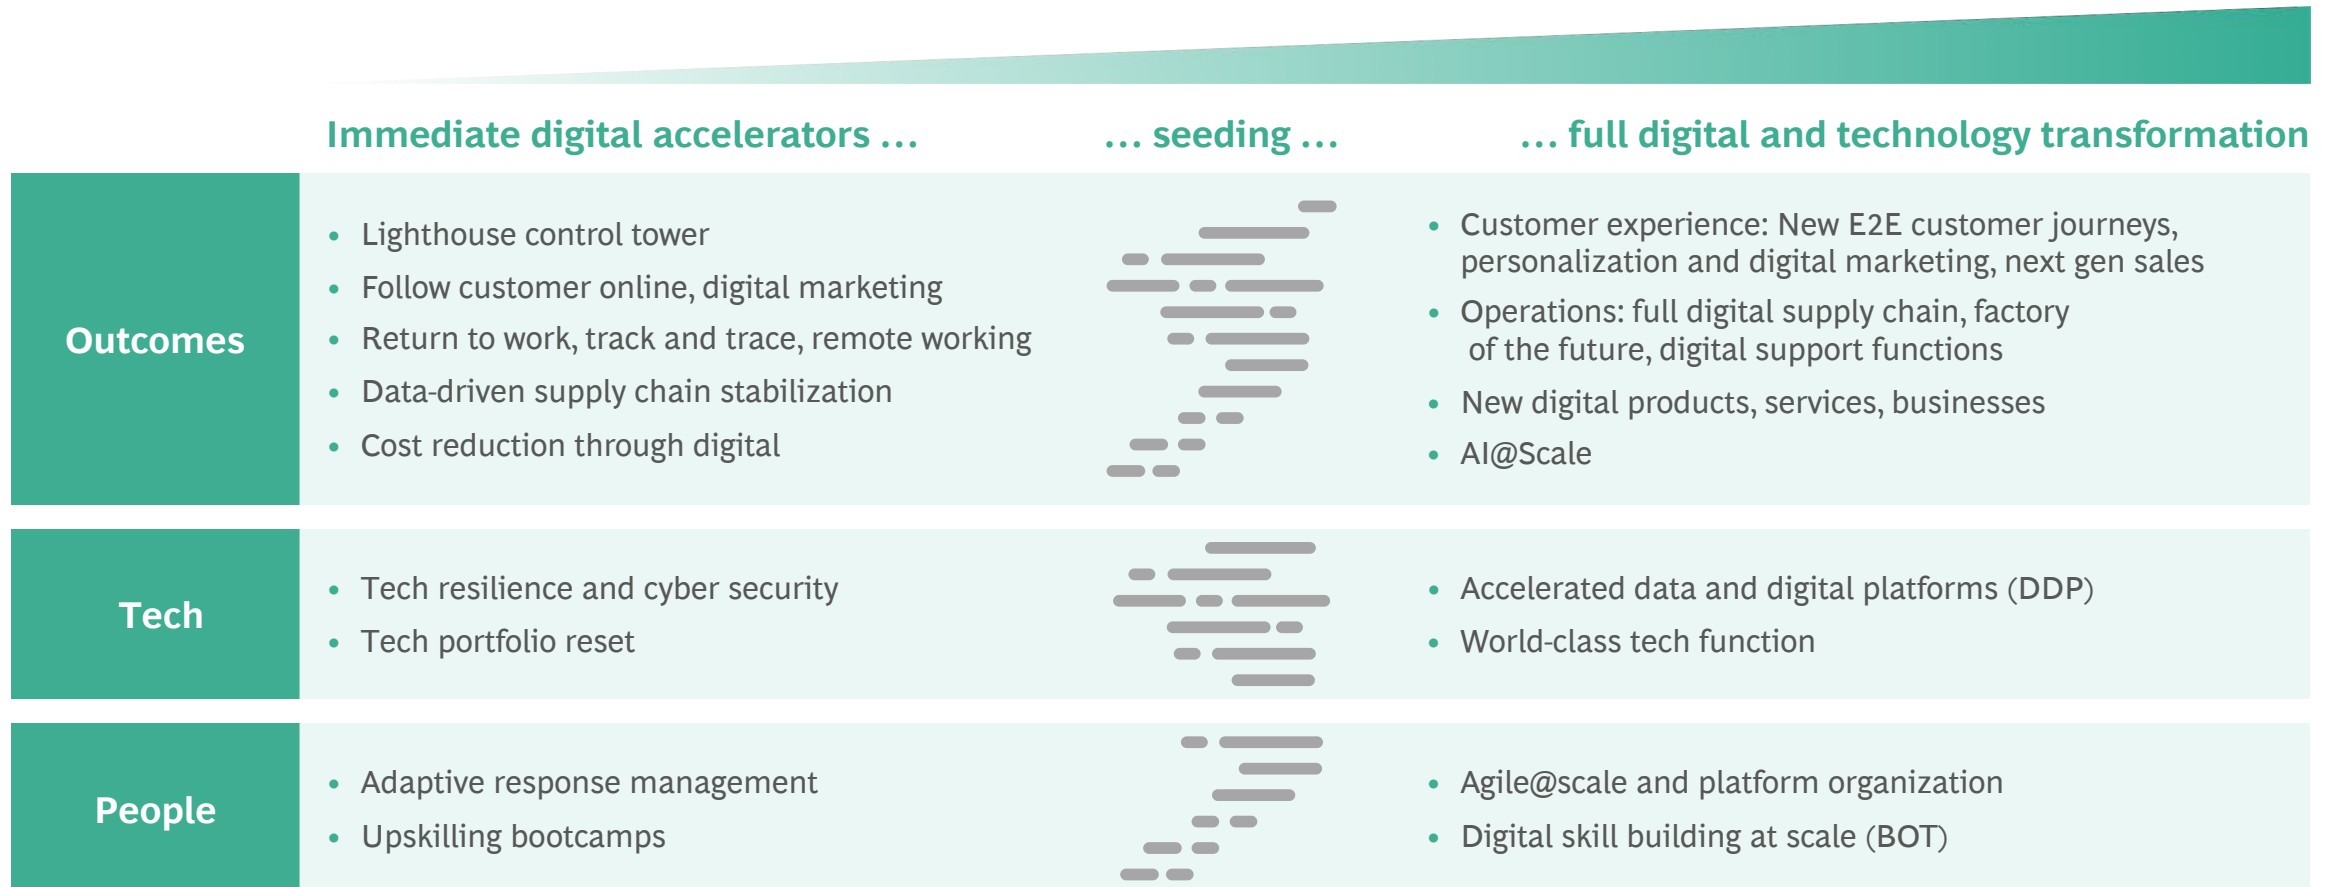 Immediate digital accelerators ...
... seeding ...
... full digital and technology transformation
Outcomes
• Lighthouse control tower
• Follow customer online, digital marketing
• Return to work, track and trace, remote working
• Data-driven supply chain stabilization
• Cost reduction through digital
• Customer experience: New E2E customer journeys,
personalization and digital marketing, next gen sales
• Operations: full digital supply chain, factory
of the future, digital support functions
• New digital products, services, businesses
• AI@Scale
Tech
• Tech resilience and cyber security
• Tech portfolio reset
• Accelerated data and digital platforms (DDP)
• World-class tech function
People
• Adaptive response management
• Upskilling bootcamps
• Agile@scale and platform organization
• Digital skill building at scale (BOT)